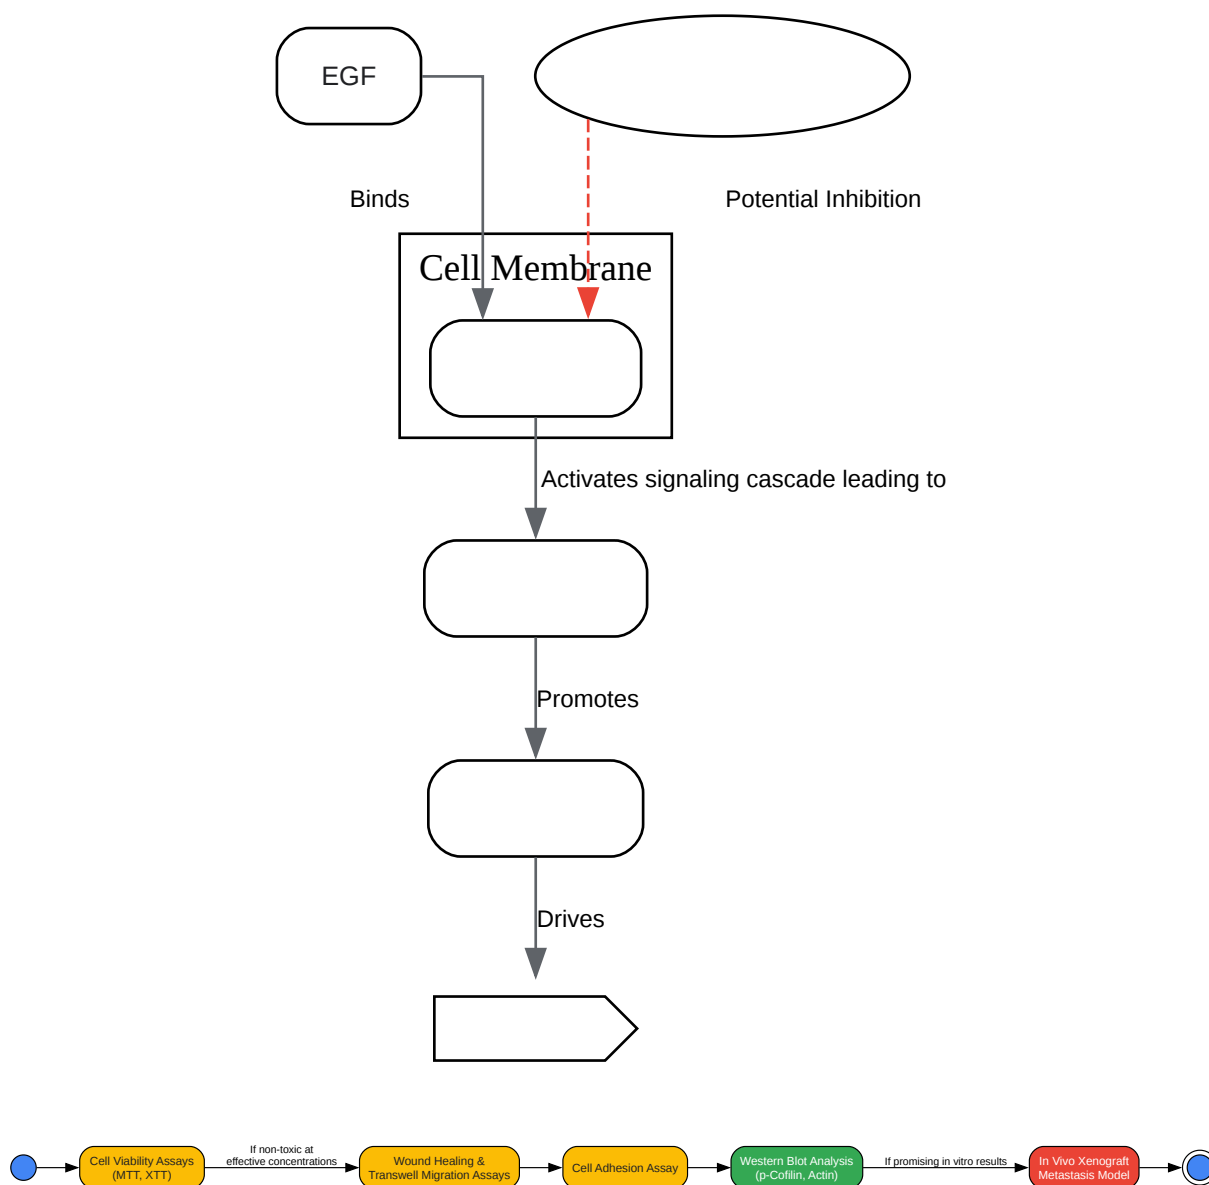 EGF
Binds
Potential Inhibition
Cell Membrane
Activates signaling cascade leading to
Promotes
Drives
Cell Viability Assays
(MTT, XTT)
If non-toxic at
effective concentrations
Wound Healing &
Transwell Migration Assays
Cell Adhesion Assay
Western Blot Analysis
(p-Cofilin, Actin)
If promising in vitro results
In Vivo Xenograft
Metastasis Model